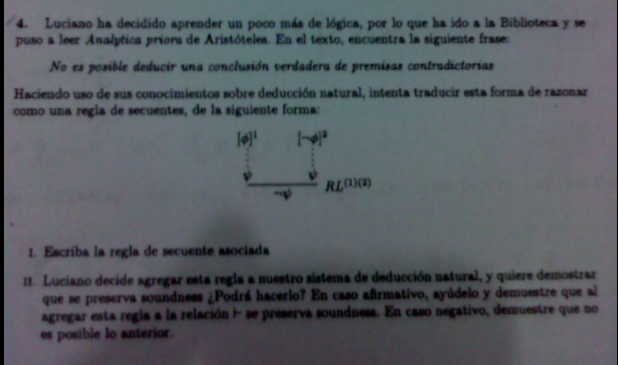 4. Luciano ha decidido aprender un poco más de lógica, por lo que ha ido a la Biblioteca y se
puso a leer Analytica priora de Aristóteles. En el texto, encuentra la siguiente frase:
No es posible deducir una conclusión verdadera de premisas contradictorias
Haciendo uso de sus conocimientos sobre deducción natural, intenta traducir esta forma de razonar
como una regla de secuentes, de la siguiente forma:
[ϕ]¹ [¬ϕ]²
ψ ψ
¬ψ RL⁽¹⁾⁽²⁾
I. Escriba la regla de secuente asociada
II. Luciano decide agregar esta regla a nuestro sistema de deducción natural, y quiere demostrar
que se preserva soundness ¿Podrá hacerlo? En caso afirmativo, ayúdelo y demuestre que al
agregar esta regla a la relación ⊢ se preserva soundness. En caso negativo, demuestre que no
es posible lo anterior.